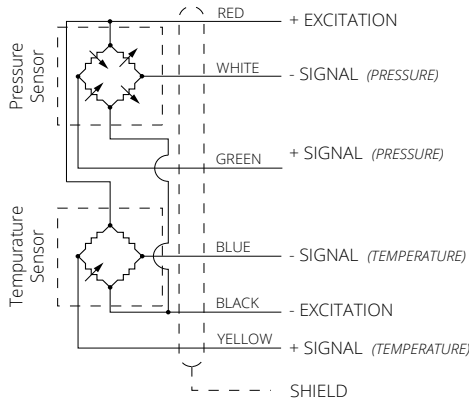 RED + EXCITATION
Pressure
Sensor
WHITE - SIGNAL (PRESSURE)
GREEN + SIGNAL (PRESSURE)
Tempurature
Sensor
BLUE - SIGNAL (TEMPERATURE)
BLACK - EXCITATION
YELLOW + SIGNAL (TEMPERATURE)
SHIELD